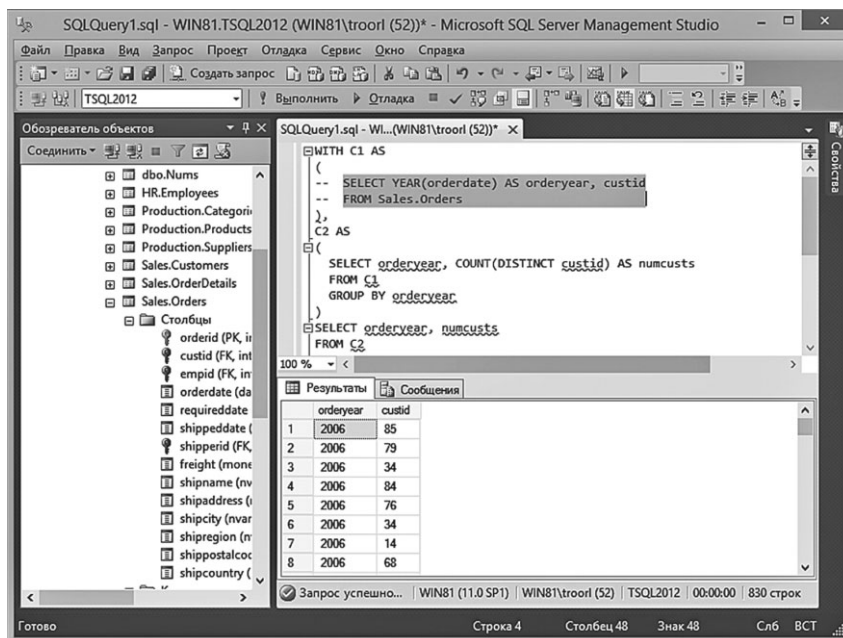 SQLQuery1.sql - WIN81.TSQL2012 (WIN81\troorl (52))* - Microsoft SQL Server Management Studio
Файл Правка Вид Запрос Проект Отладка Сервис Окно Справка
Создать запрос
TSQL2012
Выполнить Отладка
Обозреватель объектов
Соединить
dbo.Nums
HR.Employees
Production.Categori
Production.Products
Production.Suppliers
Sales.Customers
Sales.OrderDetails
Sales.Orders
Столбцы
orderid (PK, in
custid (FK, int
empid (FK, in
orderdate (da
requireddate
shippeddate (
shipperid (FK,
freight (mone
shipname (nv
shipaddress (
shipcity (nvar
shipregion (n
shippostalcod
shipcountry (
SQLQuery1.sql - WI...(WIN81\troorl (52))*
WITH C1 AS
(
-- SELECT YEAR(orderdate) AS orderyear, custid
-- FROM Sales.Orders
),
C2 AS
(
SELECT orderyear, COUNT(DISTINCT custid) AS numcusts
FROM C1
GROUP BY orderyear
)
SELECT orderyear, numcusts
FROM C2
100 %
Результаты Сообщения
orderyear custid
1 2006 85
2 2006 79
3 2006 34
4 2006 84
5 2006 76
6 2006 34
7 2006 14
8 2006 68
Запрос успешно... WIN81 (11.0 SP1) WIN81\troorl (52) TSQL2012 00:00:00 830 строк
Свойства
Готово Строка 4 Столбец 48 Знак 48 Слб ВСТ